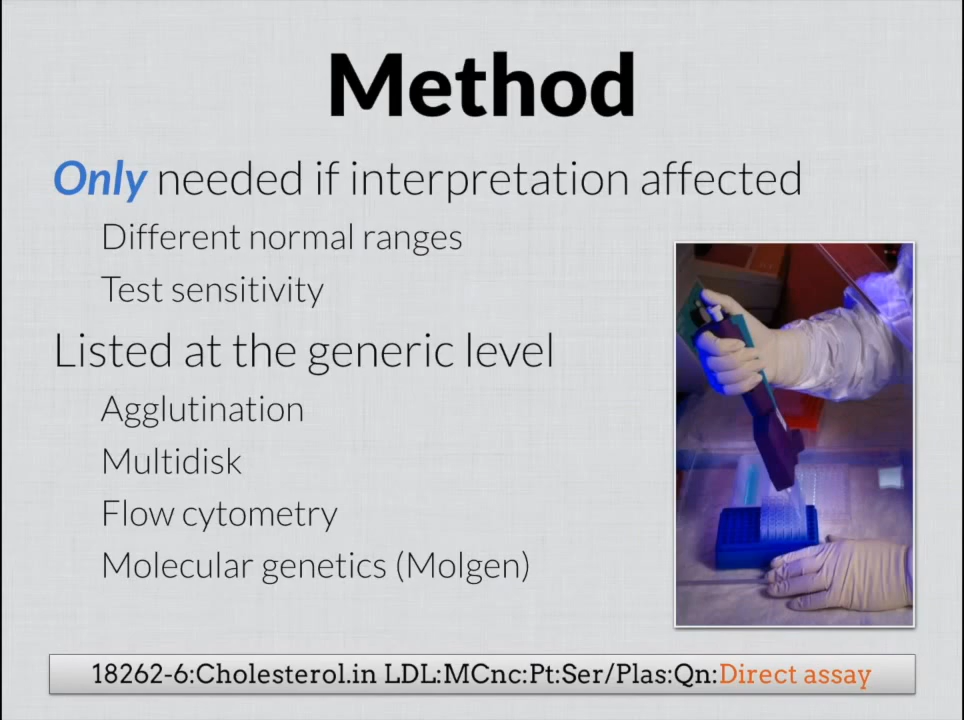 Method
Only needed if interpretation affected
Different normal ranges
Test sensitivity
Listed at the generic level
Agglutination
Multidisk
Flow cytometry
Molecular genetics (Molgen)
18262-6:Cholesterol.in LDL:MCnc:Pt:Ser/Plas:Qn:Direct assay